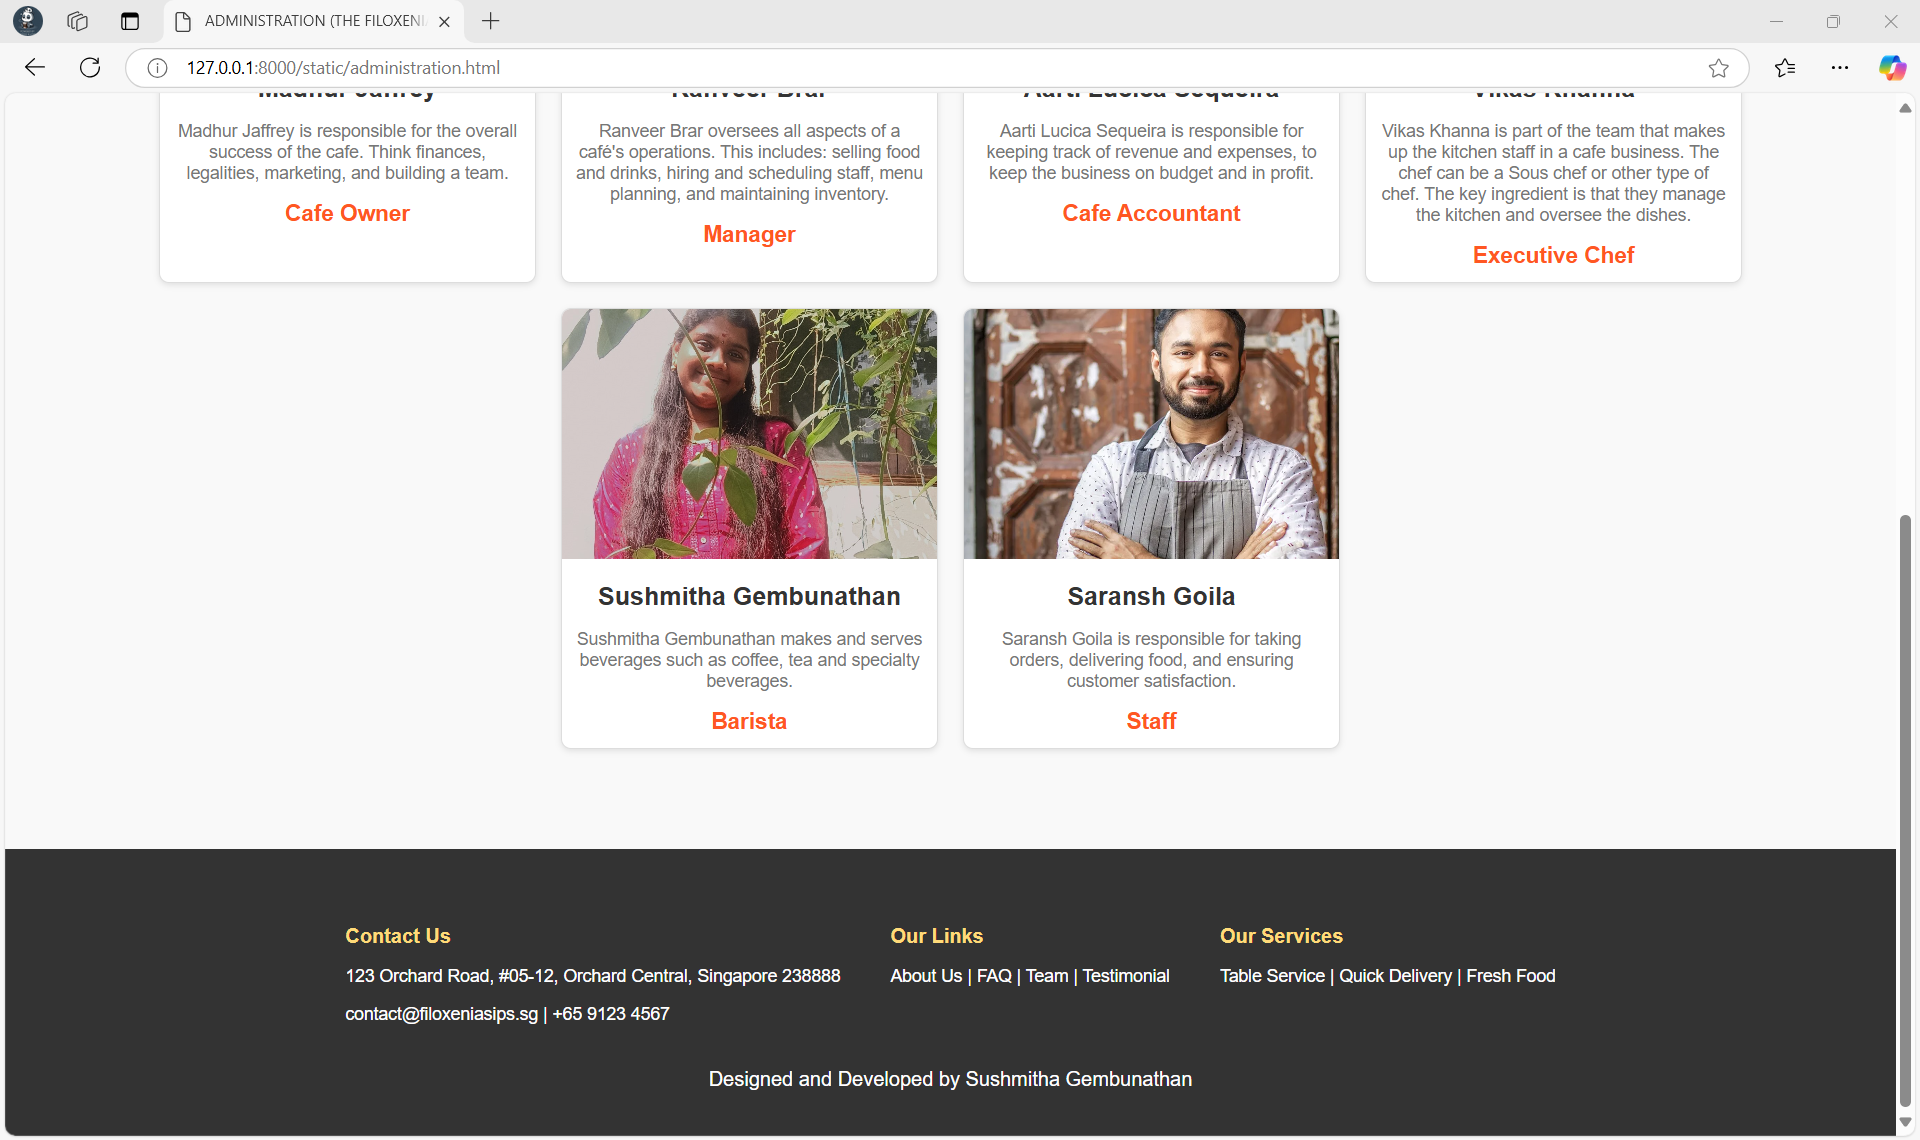 ADMINISTRATION (THE FILOXENI
127.0.0.1:8000/static/administration.html
Madhur Jaffrey
Ranveer Brar
Aarti Lucica Sequeira
Vikas Khanna
Madhur Jaffrey is responsible for the overall
success of the cafe. Think finances,
legalities, marketing, and building a team.
Cafe Owner
Ranveer Brar oversees all aspects of a
café's operations. This includes: selling food
and drinks, hiring and scheduling staff, menu
planning, and maintaining inventory.
Manager
Aarti Lucica Sequeira is responsible for
keeping track of revenue and expenses, to
keep the business on budget and in profit.
Cafe Accountant
Vikas Khanna is part of the team that makes
up the kitchen staff in a cafe business. The
chef can be a Sous chef or other type of
chef. The key ingredient is that they manage
the kitchen and oversee the dishes.
Executive Chef
Sushmitha Gembunathan
Sushmitha Gembunathan makes and serves
beverages such as coffee, tea and specialty
beverages.
Barista
Saransh Goila
Saransh Goila is responsible for taking
orders, delivering food, and ensuring
customer satisfaction.
Staff
Contact Us
123 Orchard Road, #05-12, Orchard Central, Singapore 238888
contact@filoxeniasips.sg | +65 9123 4567
Our Links
About Us | FAQ | Team | Testimonial
Our Services
Table Service | Quick Delivery | Fresh Food
Designed and Developed by Sushmitha Gembunathan